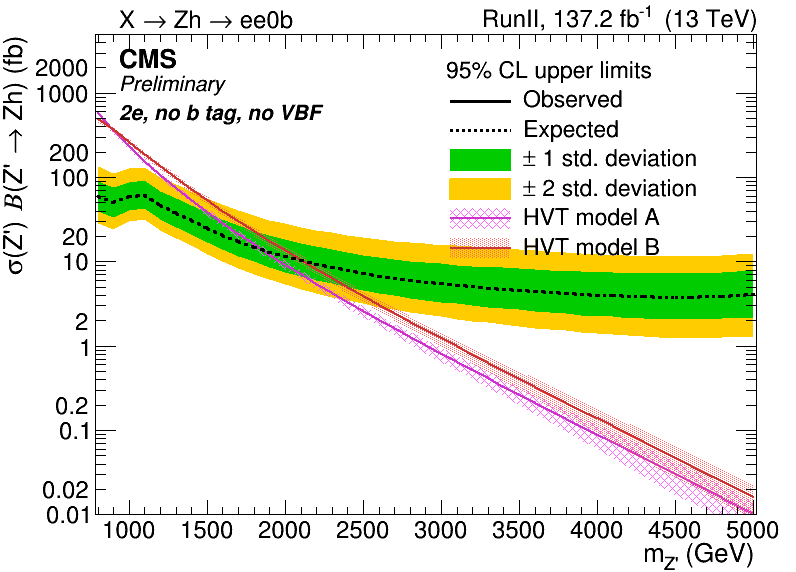 X → Zh → ee0b
RunII, 137.2 fb⁻¹ (13 TeV)
CMS
Preliminary
2e, no b tag, no VBF
95% CL upper limits
Observed
Expected
± 1 std. deviation
± 2 std. deviation
HVT model A
HVT model B
σ(Z') B(Z' → Zh) (fb)
2000
1000
200
100
20
10
2
1
0.2
0.1
0.02
0.01
1000 1500 2000 2500 3000 3500 4000 4500 5000
m_Z' (GeV)